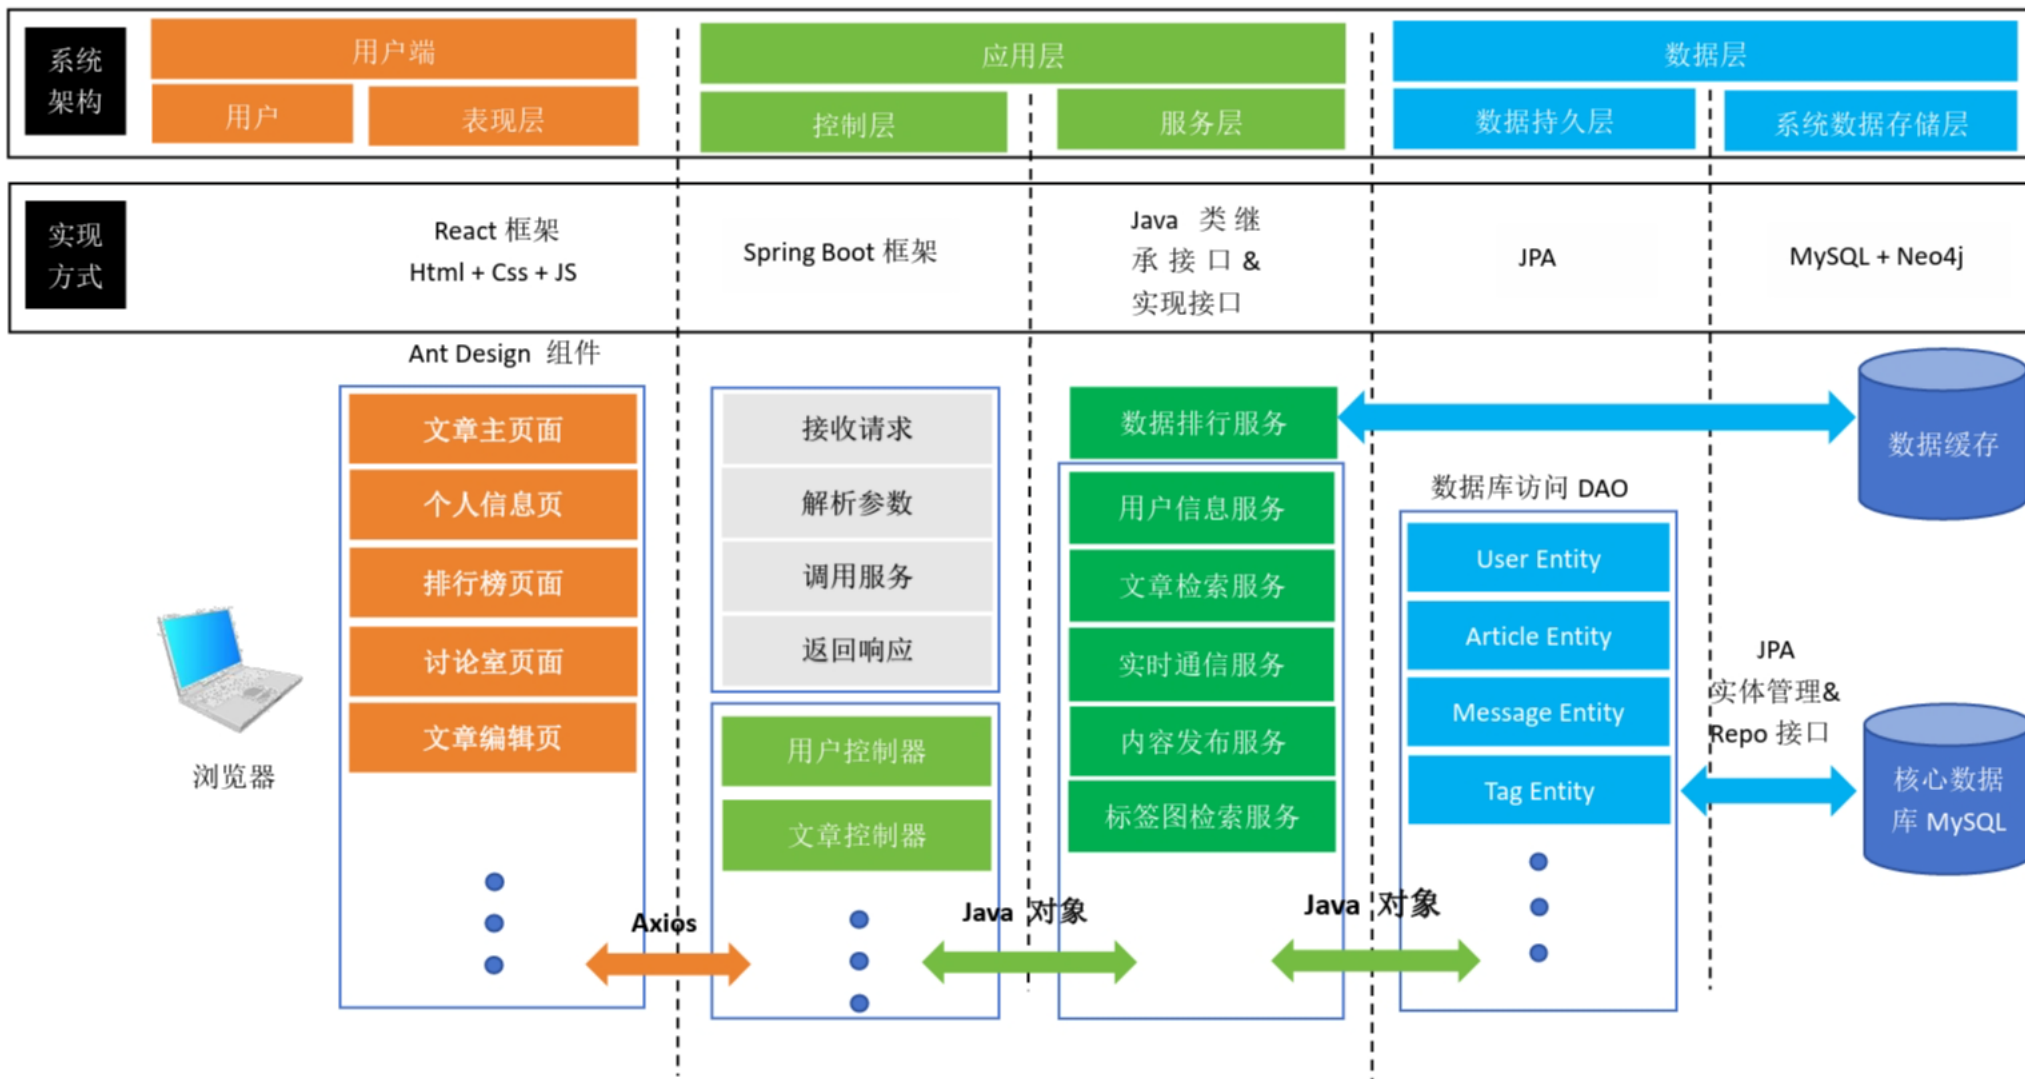 系统
架构
用户端
应用层
数据层
用户
表现层
控制层
服务层
数据持久层
系统数据存储层
实现
方式
React 框架
Html + Css + JS
Spring Boot 框架
Java 类 继
承 接 口 &
实现接口
JPA
MySQL + Neo4j
Ant Design 组件
文章主页面
个人信息页
排行榜页面
讨论室页面
文章编辑页
浏览器
接收请求
解析参数
调用服务
返回响应
用户控制器
文章控制器
数据排行服务
用户信息服务
文章检索服务
实时通信服务
内容发布服务
标签图检索服务
数据库访问 DAO
User Entity
Article Entity
Message Entity
Tag Entity
数据缓存
JPA
实体管理&
Repo 接口
核心数据
库 MySQL
Axios
Java 对象
Java 对象